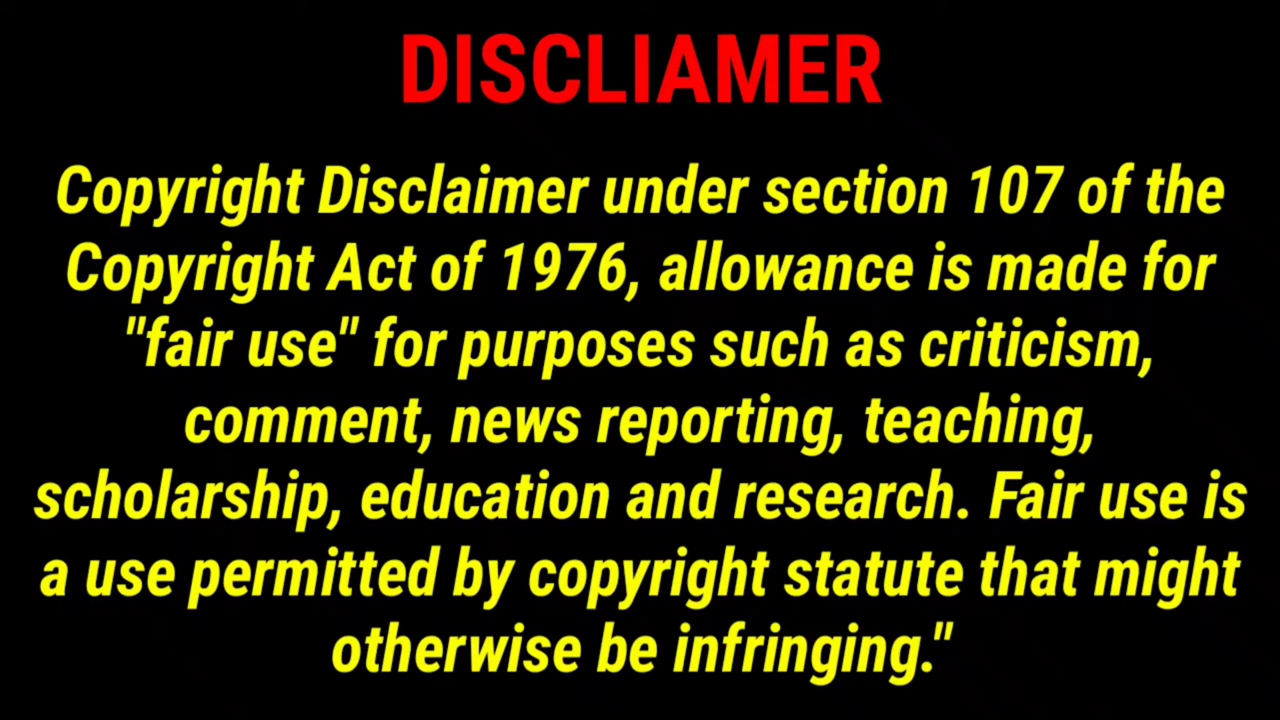 DISCLIAMER
Copyright Disclaimer under section 107 of the
Copyright Act of 1976, allowance is made for
"fair use" for purposes such as criticism,
comment, news reporting, teaching,
scholarship, education and research. Fair use is
a use permitted by copyright statute that might
otherwise be infringing."